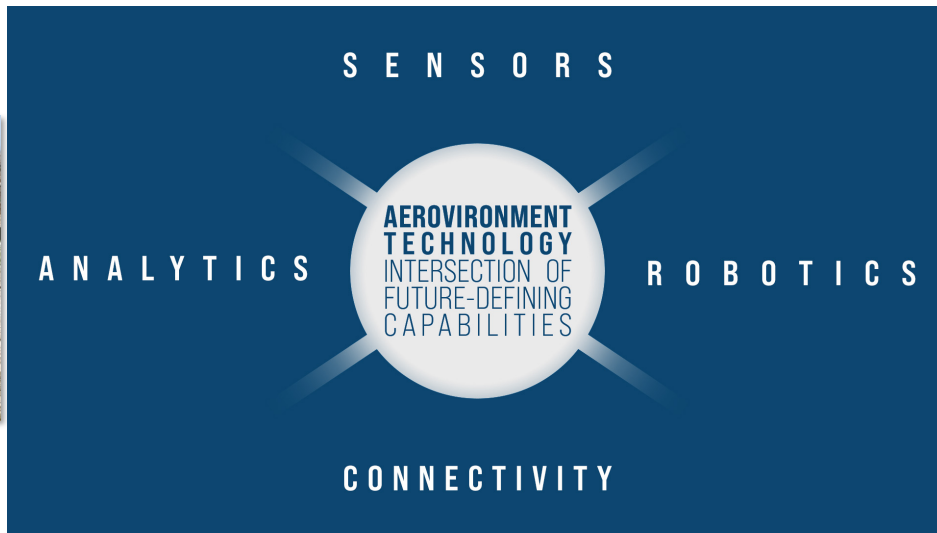 SENSORS
AEROVIRONMENT
TECHNOLOGY
INTERSECTION OF
FUTURE-DEFINING
CAPABILITIES
ANALYTICS
ROBOTICS
CONNECTIVITY